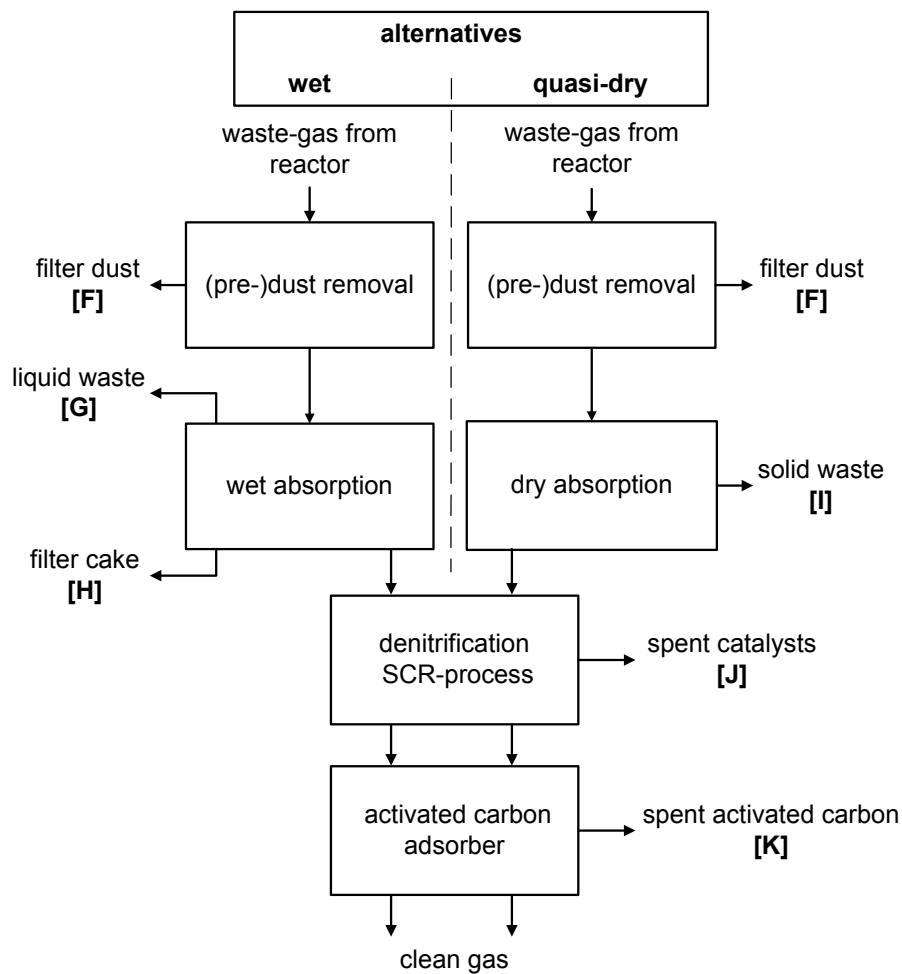 alternatives
wet
quasi-dry
waste-gas from
reactor
waste-gas from
reactor
filter dust
[F]
(pre-)dust removal
(pre-)dust removal
filter dust
[F]
liquid waste
[G]
wet absorption
dry absorption
solid waste
[I]
filter cake
[H]
denitrification
SCR-process
spent catalysts
[J]
activated carbon
adsorber
spent activated carbon
[K]
clean gas